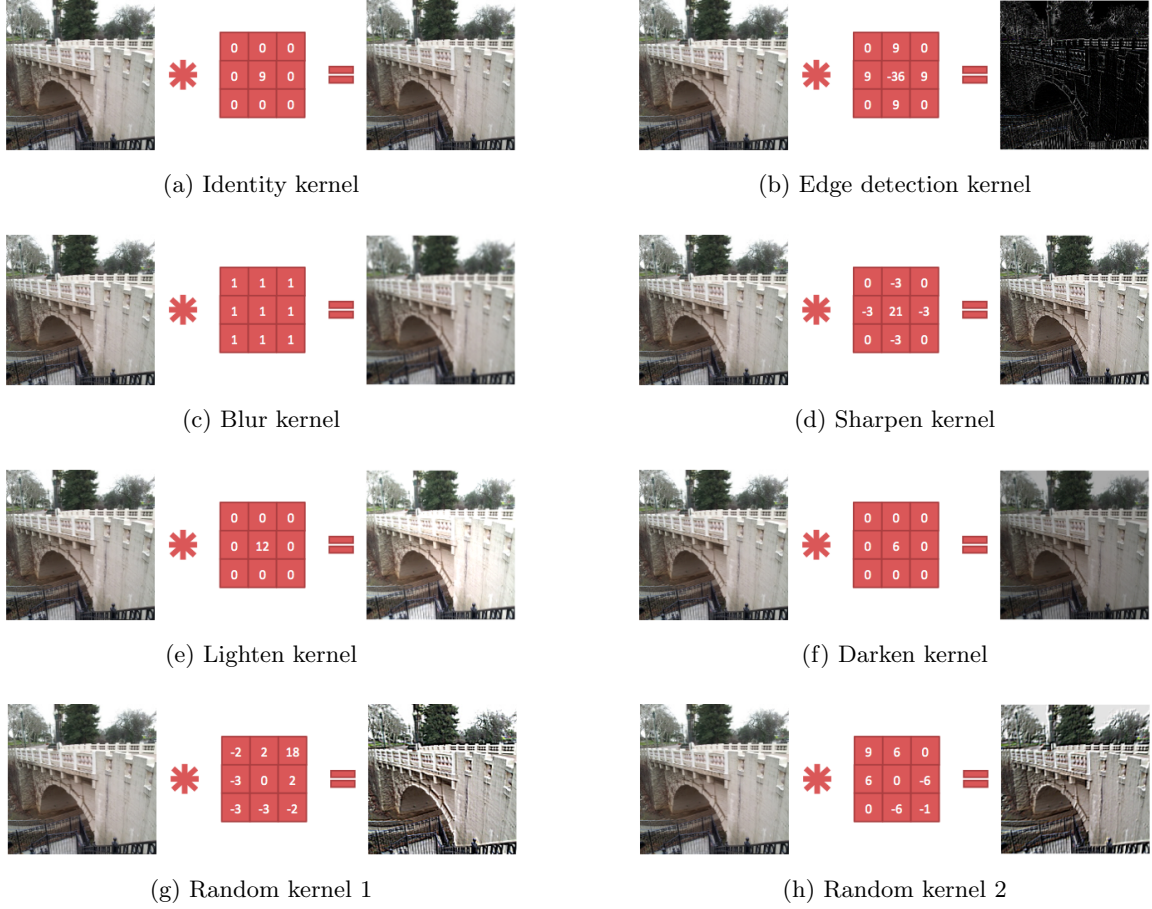 0 0 0
0 9 0
0 0 0
(a) Identity kernel
0 9 0
9 -36 9
0 9 0
(b) Edge detection kernel
1 1 1
1 1 1
1 1 1
(c) Blur kernel
0 -3 0
-3 21 -3
0 -3 0
(d) Sharpen kernel
0 0 0
0 12 0
0 0 0
(e) Lighten kernel
0 0 0
0 6 0
0 0 0
(f) Darken kernel
-2 2 18
-3 0 2
-3 -3 -2
(g) Random kernel 1
9 6 0
6 0 -6
0 -6 -1
(h) Random kernel 2